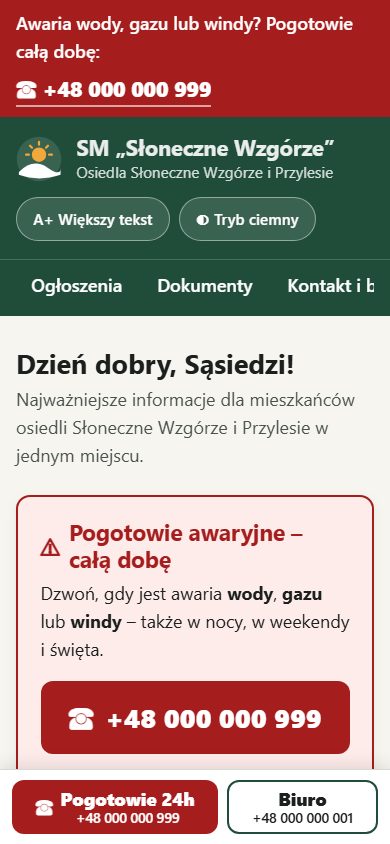 Awaria wody, gazu lub windy? Pogotowie
całą dobę:
☎ +48 000 000 999
SM „Słoneczne Wzgórze”
Osiedla Słoneczne Wzgórze i Przylesie
A+ Większy tekst
◐ Tryb ciemny
Ogłoszenia Dokumenty Kontakt i b
Dzień dobry, Sąsiedzi!
Najważniejsze informacje dla mieszkańców
osiedli Słoneczne Wzgórze i Przylesie w
jednym miejscu.
⚠ Pogotowie awaryjne –
całą dobę
Dzwoń, gdy jest awaria wody, gazu
lub windy – także w nocy, w weekendy
i święta.
☎ +48 000 000 999
☎ Pogotowie 24h
+48 000 000 999
Biuro
+48 000 000 001